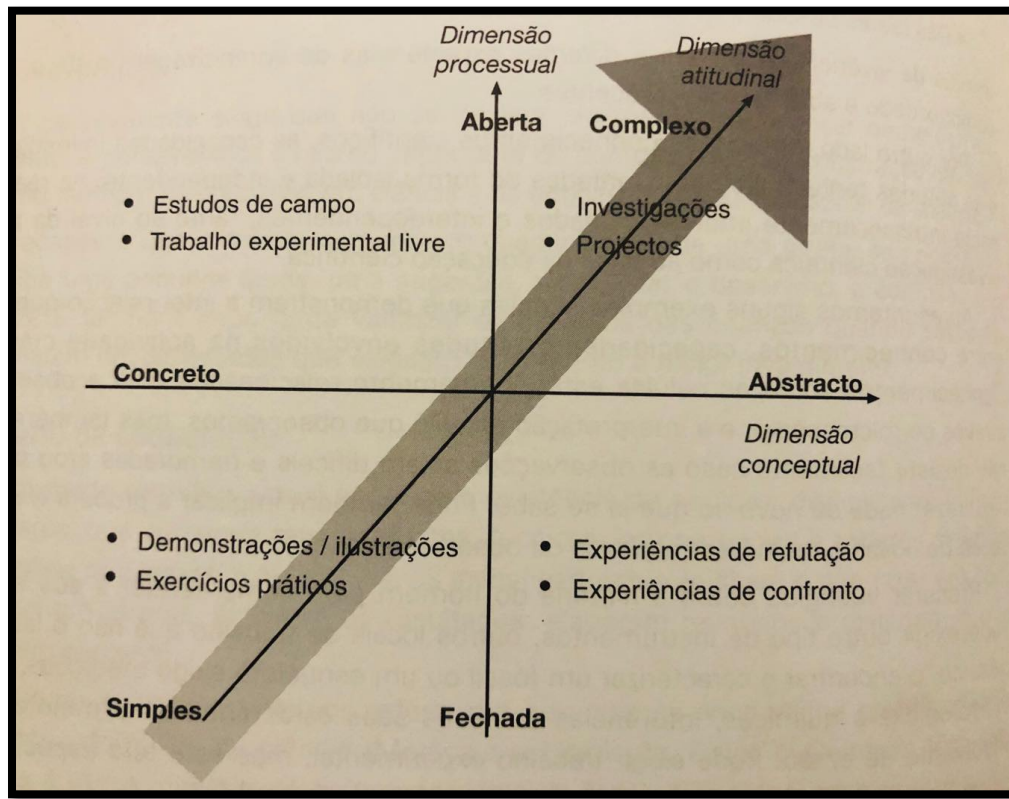 Dimensão
processual
Dimensão
atitudinal
Aberta
Complexo
• Estudos de campo
• Trabalho experimental livre
• Investigações
• Projectos
Concreto
Abstracto
Dimensão
conceptual
• Demonstrações / ilustrações
• Exercícios práticos
• Experiências de refutação
• Experiências de confronto
Simples
Fechada